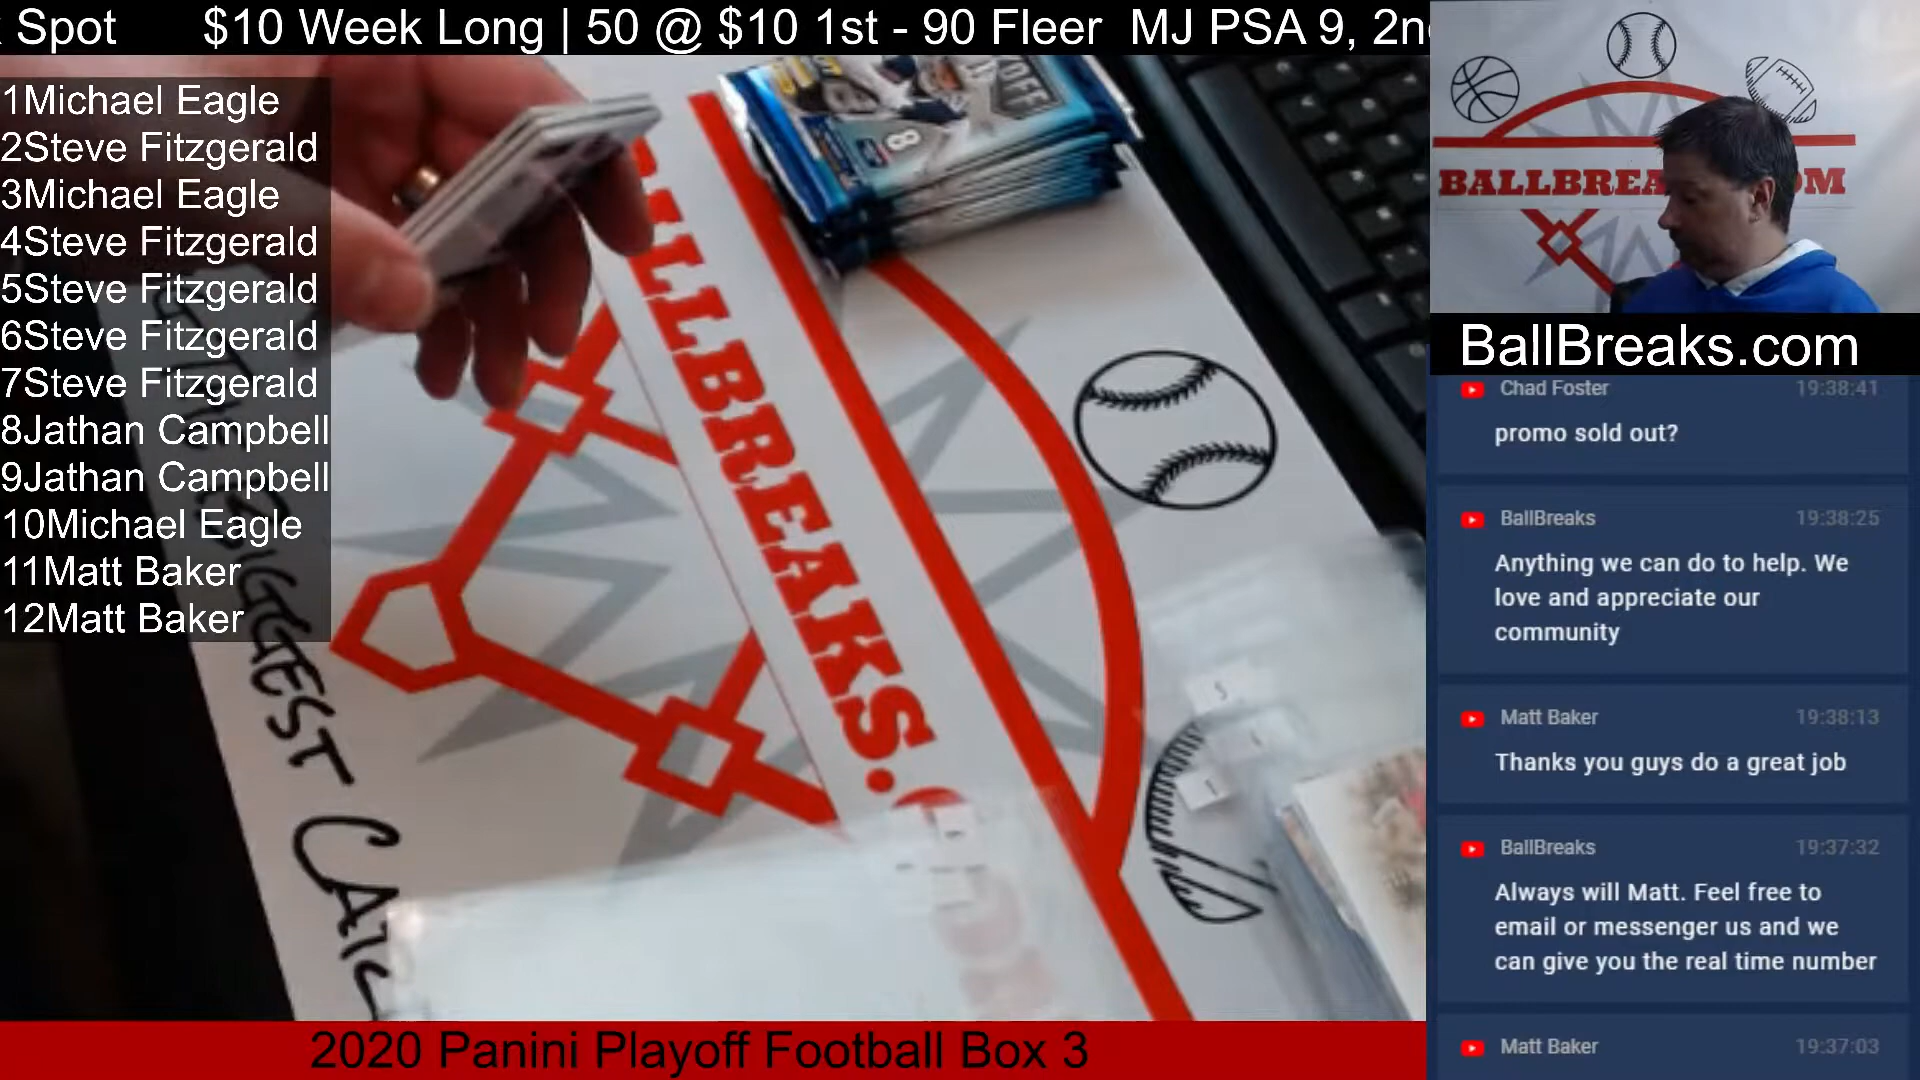 Spot $10 Week Long | 50 @ $10 1st - 90 Fleer MJ PSA 9, 2n
1Michael Eagle
2Steve Fitzgerald
3Michael Eagle
4Steve Fitzgerald
5Steve Fitzgerald
6Steve Fitzgerald
7Steve Fitzgerald
8Jathan Campbell
9Jathan Campbell
10Michael Eagle
11Matt Baker
12Matt Baker
8
BALLBREAKS.
BIGGEST
BALLBREA OM
BallBreaks.com
Chad Foster 19:38:41
promo sold out?
BallBreaks 19:38:25
Anything we can do to help. We
love and appreciate our
community
Matt Baker 19:38:13
Thanks you guys do a great job
BallBreaks 19:37:32
Always will Matt. Feel free to
email or messenger us and we
can give you the real time number
Matt Baker 19:37:03
2020 Panini Playoff Football Box 3